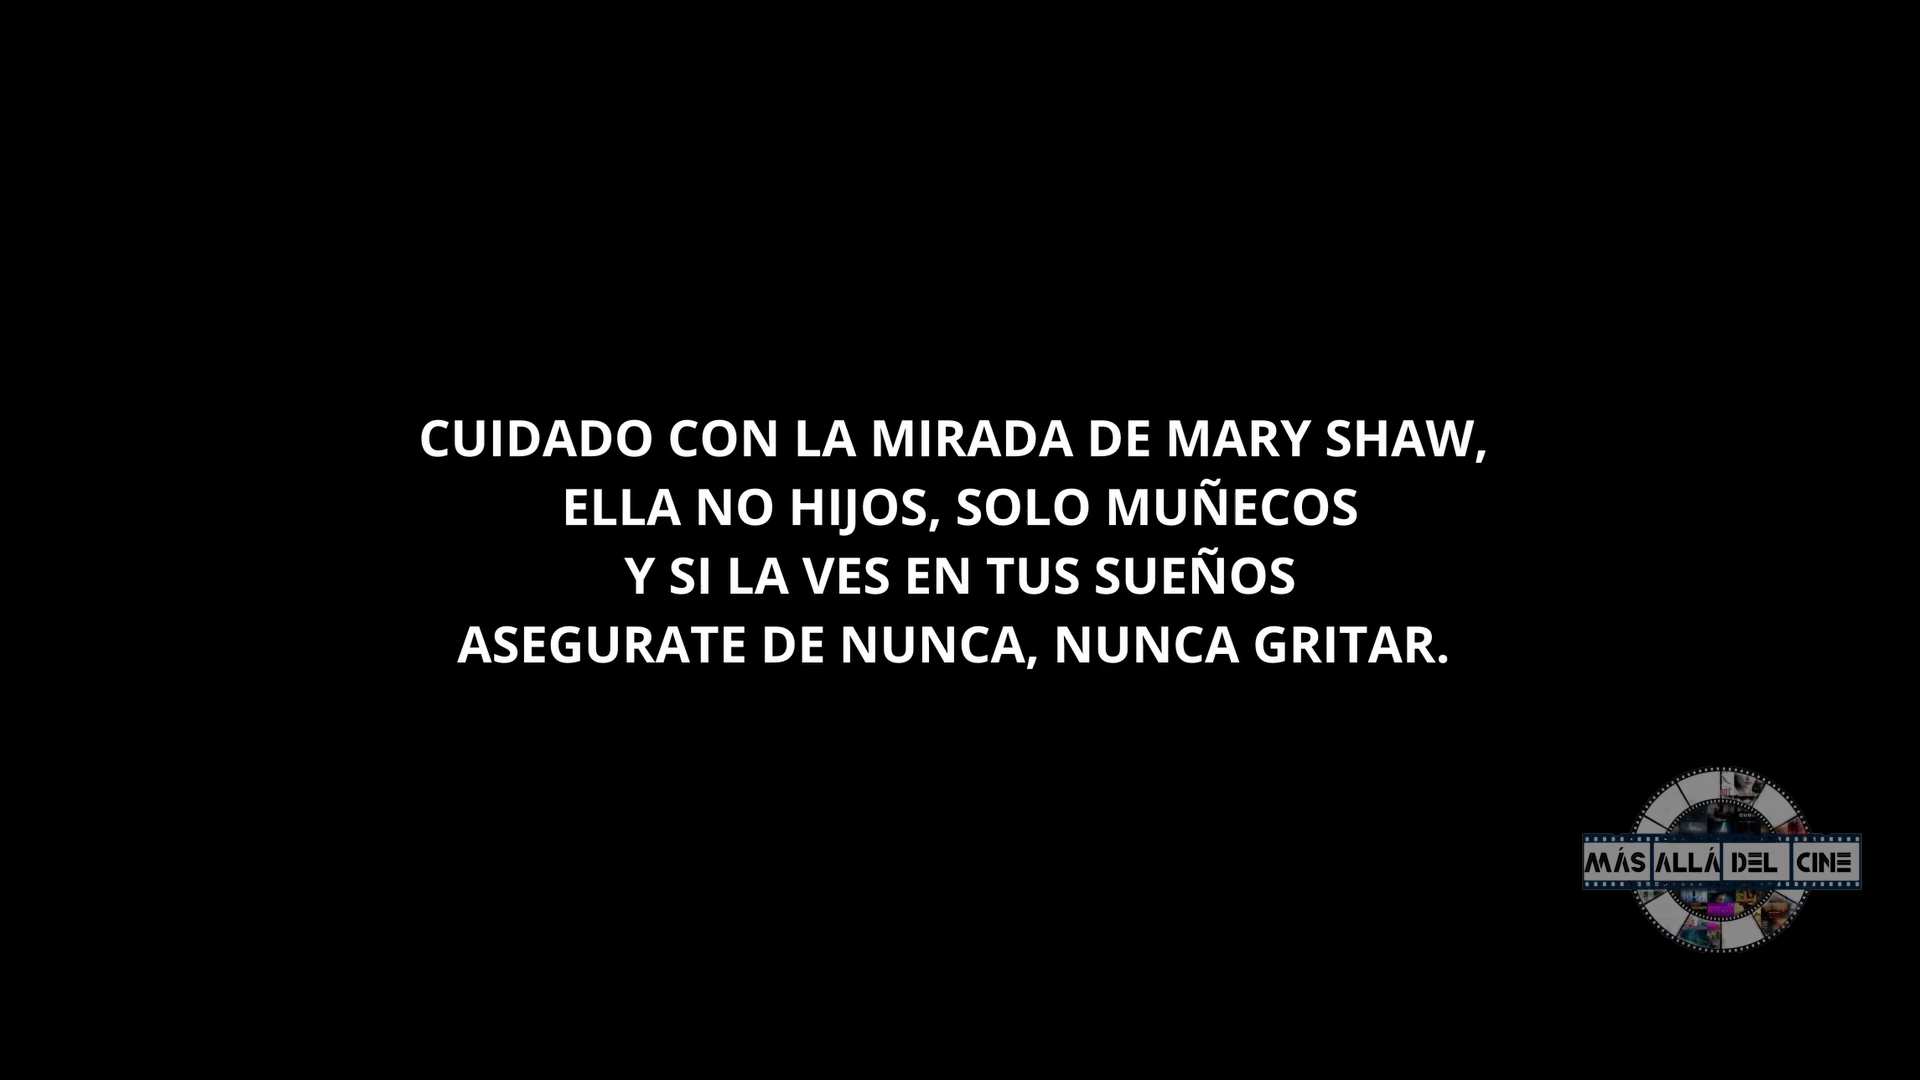 CUIDADO CON LA MIRADA DE MARY SHAW,
ELLA NO HIJOS, SOLO MUÑECOS
Y SI LA VES EN TUS SUEÑOS
ASEGURATE DE NUNCA, NUNCA GRITAR.
MÁS ALLÁ DEL CINE